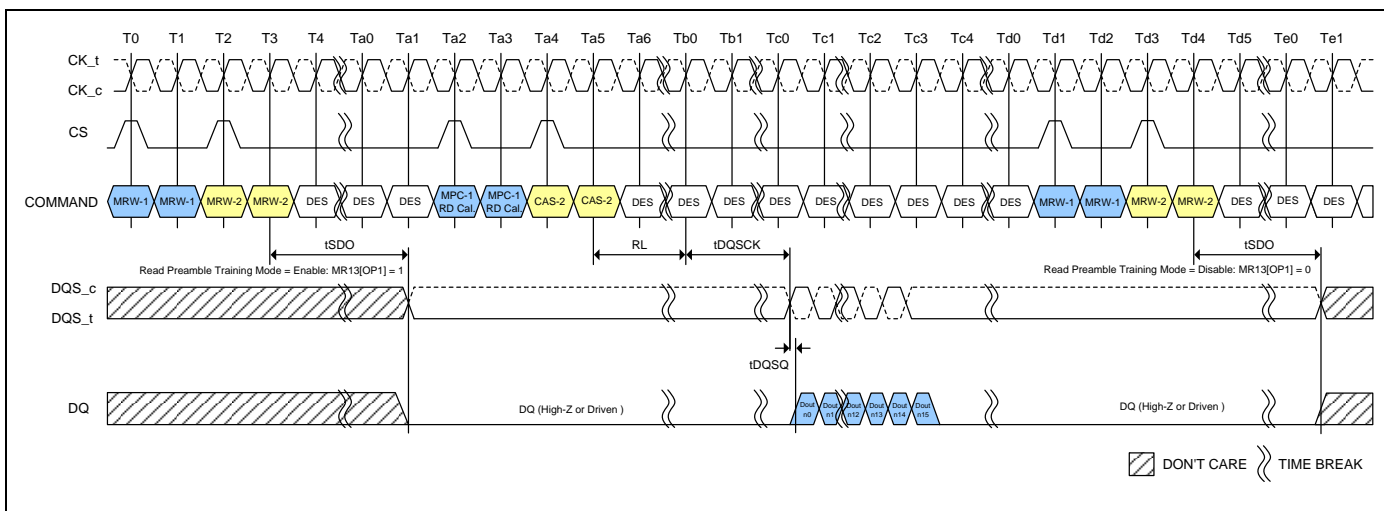 T0 T1 T2 T3 T4 Ta0 Ta1 Ta2 Ta3 Ta4 Ta5 Ta6 Tb0 Tb1 Tc0 Tc1 Tc2 Tc3 Tc4 Td0 Td1 Td2 Td3 Td4 Td5 Te0 Te1
CK_t
CK_c
CS
MPC-1 RD Cal. MPC-1 RD Cal.
COMMAND MRW-1 MRW-1 MRW-2 MRW-2 DES DES DES CAS-2 CAS-2 DES DES DES DES DES DES DES DES DES MRW-1 MRW-1 MRW-2 MRW-2 DES DES DES
tSDO RL tDQSCK tSDO
Read Preamble Training Mode = Enable: MR13[OP1] = 1 Read Preamble Training Mode = Disable: MR13[OP1] = 0
DQS_c
DQS_t
tDQSQ
DQ DQ (High-Z or Driven ) Dout n0 Dout n1 Dout n12 Dout n13 Dout n14 Dout n15 DQ (High-Z or Driven )
DON'T CARE TIME BREAK